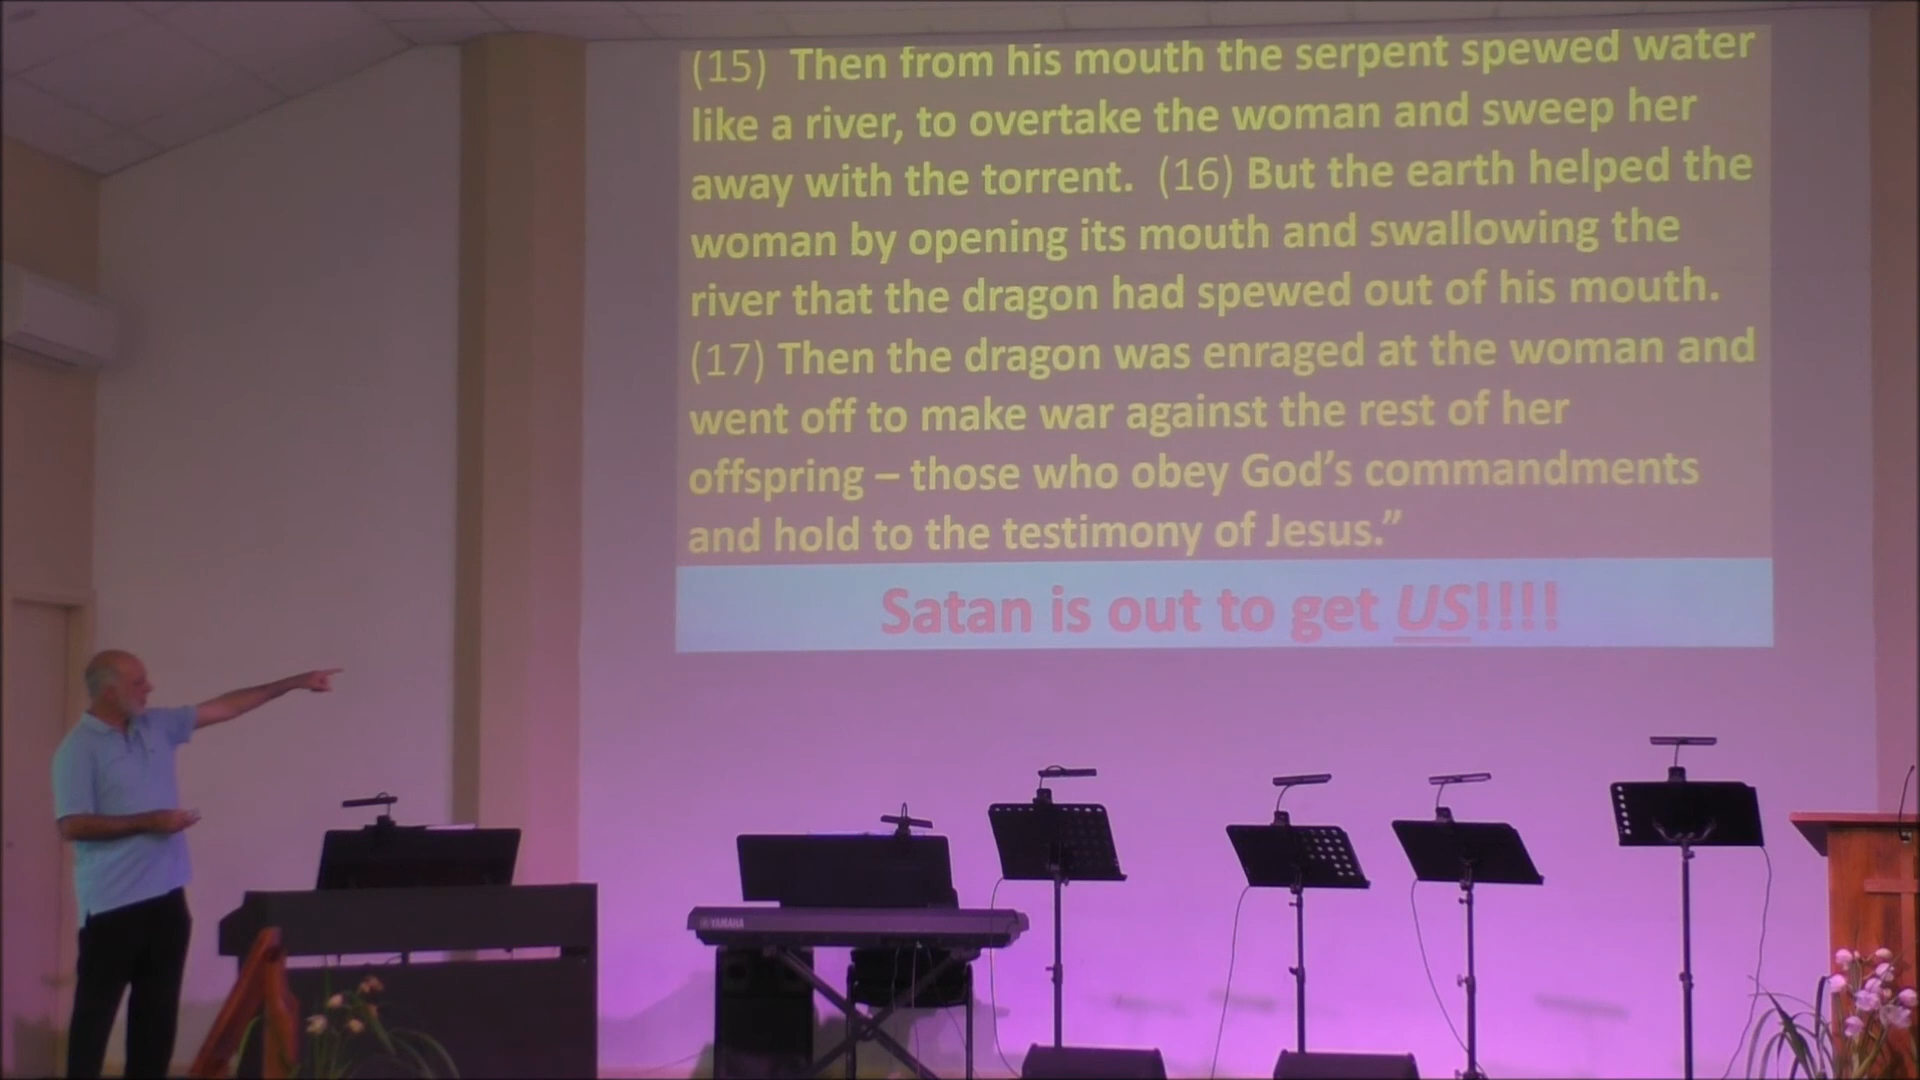 (15) Then from his mouth the serpent spewed water
like a river, to overtake the woman and sweep her
away with the torrent. (16) But the earth helped the
woman by opening its mouth and swallowing the
river that the dragon had spewed out of his mouth.
(17) Then the dragon was enraged at the woman and
went off to make war against the rest of her
offspring – those who obey God's commandments
and hold to the testimony of Jesus.”
Satan is out to get US!!!!
YAMAHA